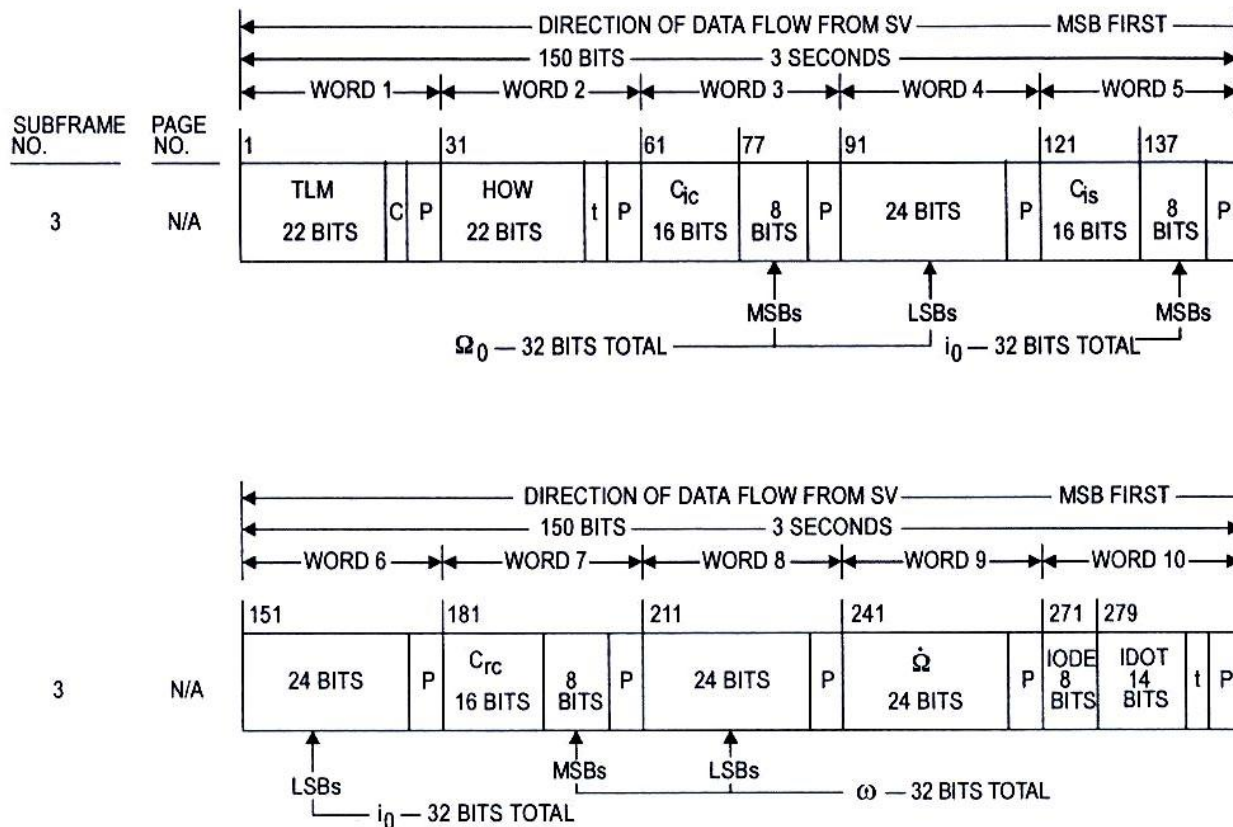 DIRECTION OF DATA FLOW FROM SV MSB FIRST
150 BITS 3 SECONDS
WORD 1 WORD 2 WORD 3 WORD 4 WORD 5
SUBFRAME NO. PAGE NO. 1 31 61 77 91 121 137
3 N/A TLM 22 BITS C P HOW 22 BITS t P Cic 16 BITS 8 BITS P 24 BITS P Cis 16 BITS 8 BITS P
MSBs LSBs MSBs
Ω0 — 32 BITS TOTAL i0 — 32 BITS TOTAL
DIRECTION OF DATA FLOW FROM SV MSB FIRST
150 BITS 3 SECONDS
WORD 6 WORD 7 WORD 8 WORD 9 WORD 10
151 181 211 241 271 279
3 N/A 24 BITS P Crc 16 BITS 8 BITS P 24 BITS P Ω̇ 24 BITS P IODE 8 BITS IDOT 14 BITS t P
LSBs MSBs LSBs
i0 — 32 BITS TOTAL ω — 32 BITS TOTAL